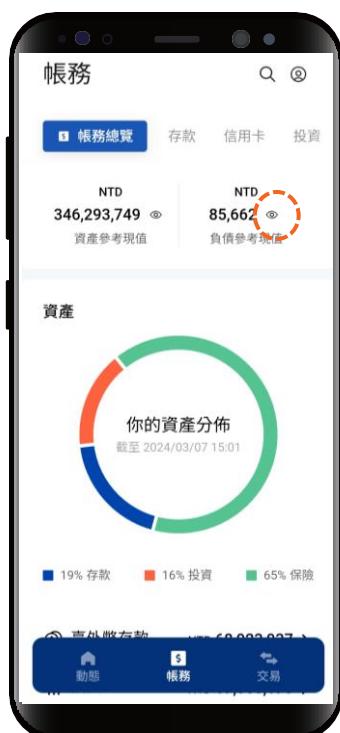 帳務
帳務總覽 存款 信用卡 投資
NTD NTD
346,293,749 85,662
資產參考現值 負債參考現值
資產
你的資產分佈
截至 2024/03/07 15:01
19% 存款 16% 投資 65% 保險
動態 帳務 交易